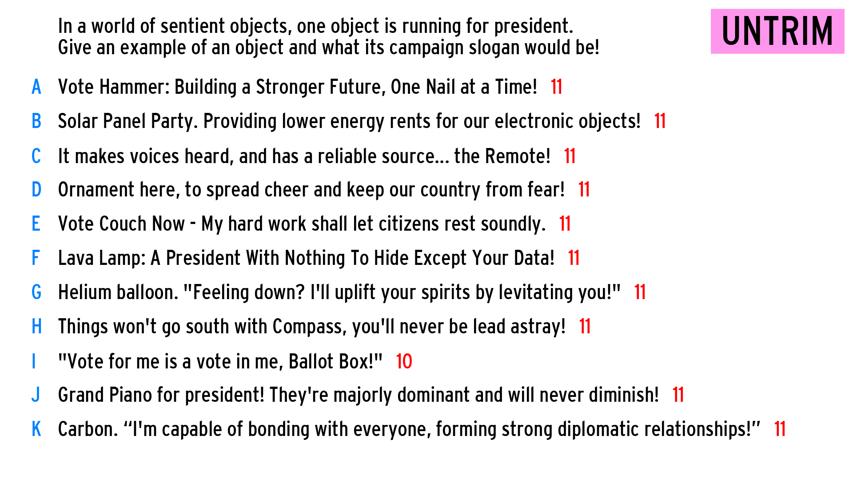 In a world of sentient objects, one object is running for president.
Give an example of an object and what its campaign slogan would be!
UNTRIM
A Vote Hammer: Building a Stronger Future, One Nail at a Time! 11
B Solar Panel Party. Providing lower energy rents for our electronic objects! 11
C It makes voices heard, and has a reliable source... the Remote! 11
D Ornament here, to spread cheer and keep our country from fear! 11
E Vote Couch Now - My hard work shall let citizens rest soundly. 11
F Lava Lamp: A President With Nothing To Hide Except Your Data! 11
G Helium balloon. "Feeling down? I'll uplift your spirits by levitating you!" 11
H Things won't go south with Compass, you'll never be lead astray! 11
I "Vote for me is a vote in me, Ballot Box!" 10
J Grand Piano for president! They're majorly dominant and will never diminish! 11
K Carbon. “I'm capable of bonding with everyone, forming strong diplomatic relationships!” 11